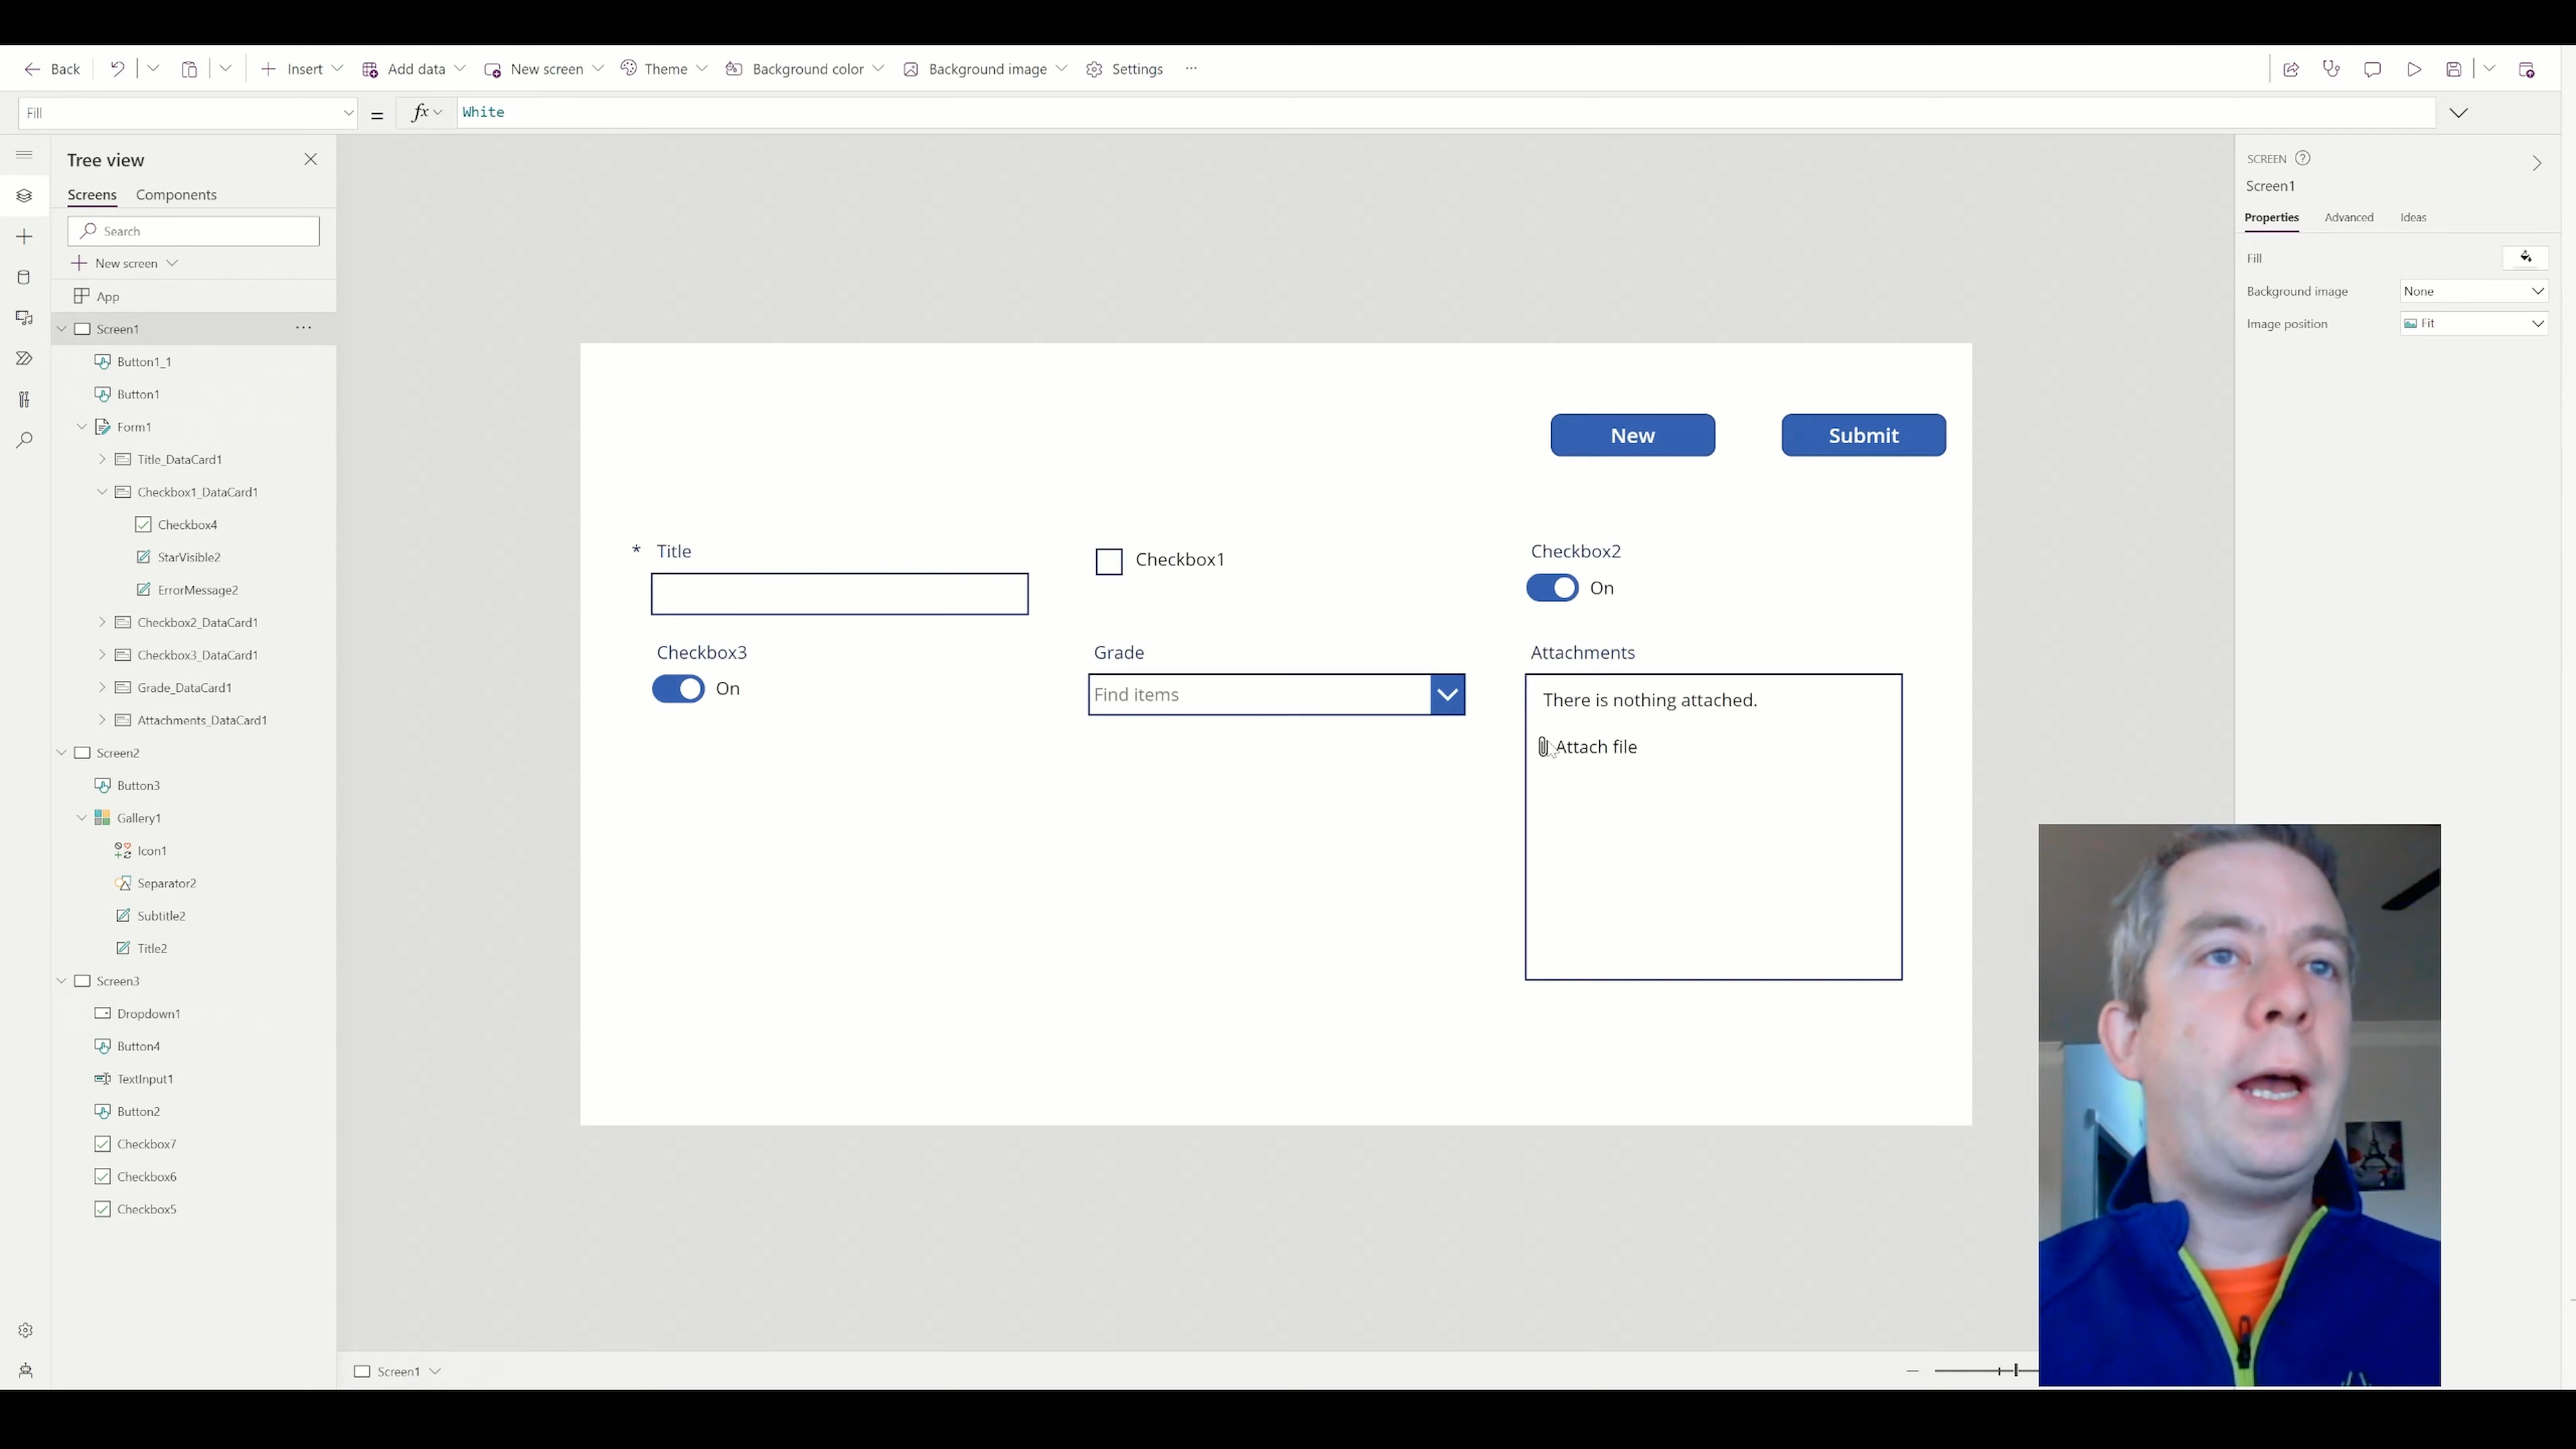 Back
Insert
Add data
New screen
Theme
Background color
Background image
Settings
Fill
=
fx
White
Tree view
Screens
Components
Search
New screen
App
Screen1
Button1_1
Button1
Form1
Title_DataCard1
Checkbox1_DataCard1
Checkbox4
StarVisible2
ErrorMessage2
Checkbox2_DataCard1
Checkbox3_DataCard1
Grade_DataCard1
Attachments_DataCard1
Screen2
Button3
Gallery1
Icon1
Separator2
Subtitle2
Title2
Screen3
Dropdown1
Button4
TextInput1
Button2
Checkbox7
Checkbox6
Checkbox5
New
Submit
* Title
Checkbox1
Checkbox2
On
Checkbox3
On
Grade
Find items
Attachments
There is nothing attached.
Attach file
Screen1
SCREEN
Screen1
Properties
Advanced
Ideas
Fill
Background image
None
Image position
Fit